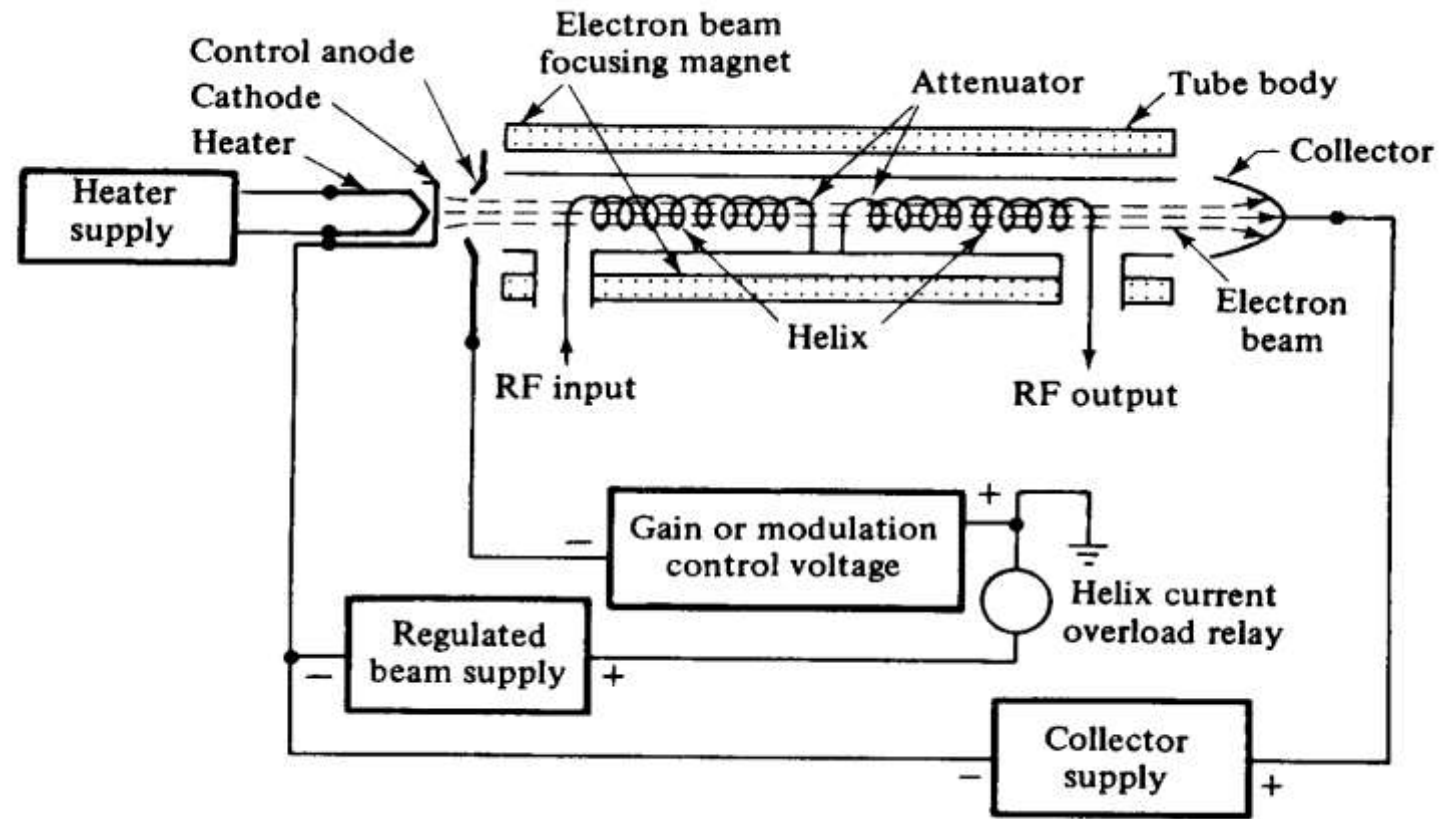 Electron beam
focusing magnet
Control anode
Cathode
Heater
Attenuator
Tube body
Collector
Heater
supply
Helix
Electron
beam
RF input
RF output
+
Gain or modulation
control voltage
−
Helix current
overload relay
Regulated
beam supply
−
+
Collector
supply
−
+